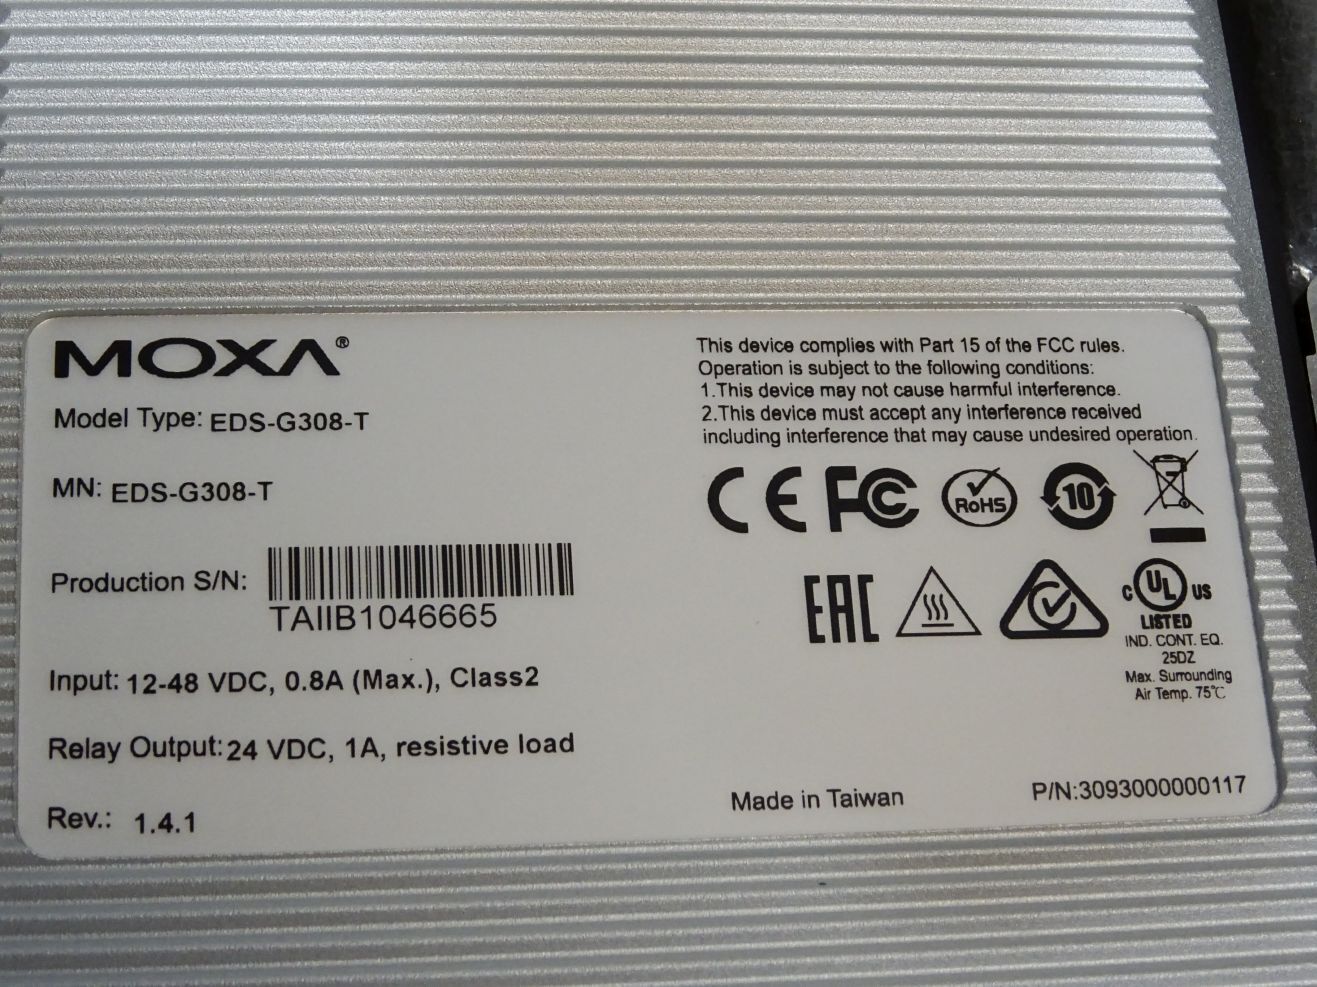 MOXA®
Model Type: EDS-G308-T
MN: EDS-G308-T
Production S/N:
TAIIB1046665
Input: 12-48 VDC, 0.8A (Max.), Class2
Relay Output: 24 VDC, 1A, resistive load
Rev.: 1.4.1
This device complies with Part 15 of the FCC rules.
Operation is subject to the following conditions:
1.This device may not cause harmful interference.
2.This device must accept any interference received
including interference that may cause undesired operation.
CE FC RoHS 10
EAC
C UL US
LISTED
IND. CONT. EQ.
25DZ
Max. Surrounding
Air Temp. 75℃
Made in Taiwan
P/N:3093000000117